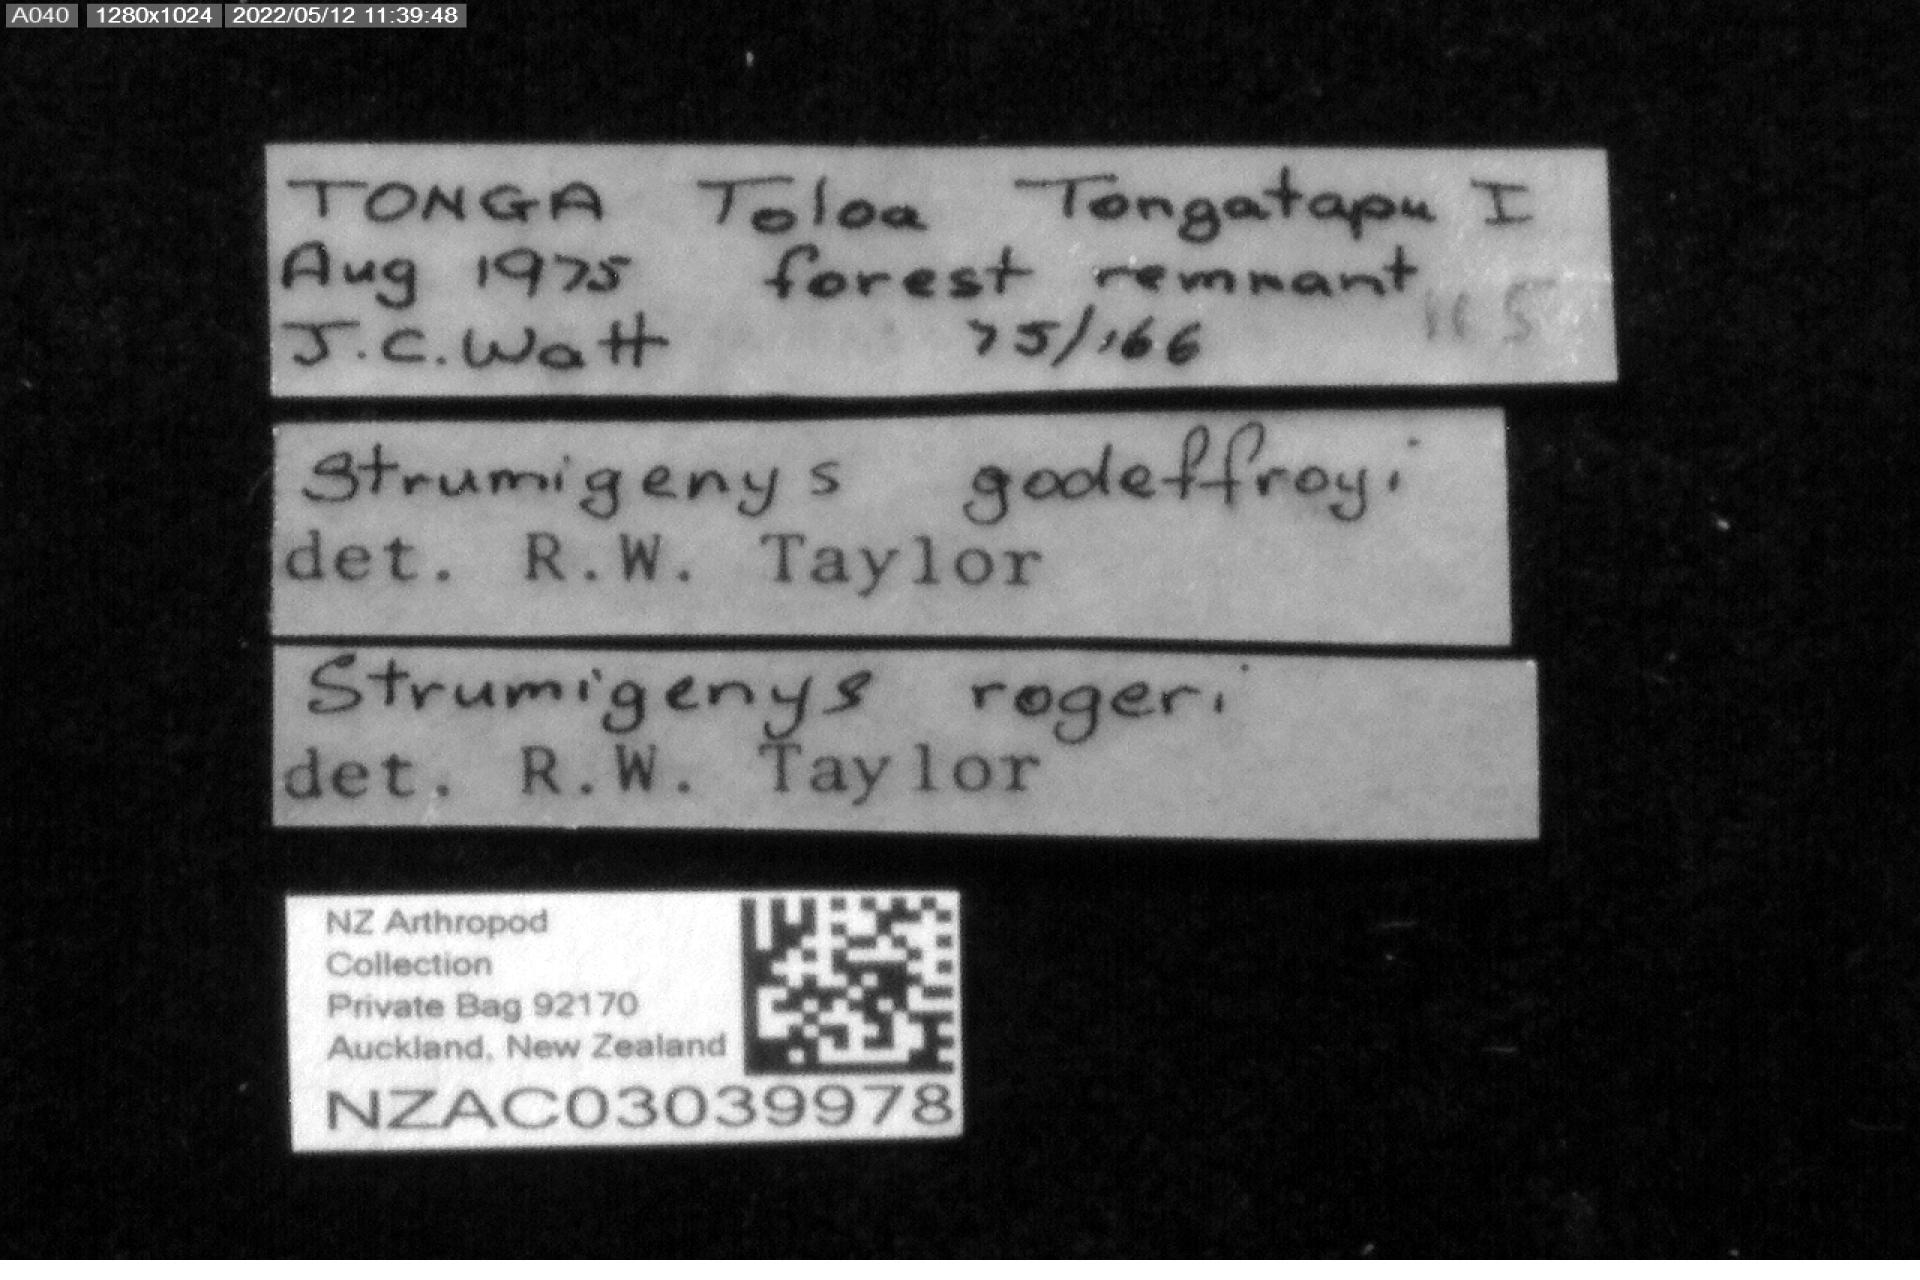 A040 1280x1024 2022/05/12 11:39:48
TONGA Toloa Tongatapu I
Aug 1975 forest remnant
J.C. Watt 75/166
Strumigenys godeffroyi
det. R.W. Taylor
Strumigenys rogeri
det. R.W. Taylor
NZ Arthropod
Collection
Private Bag 92170
Auckland, New Zealand
NZAC03039978